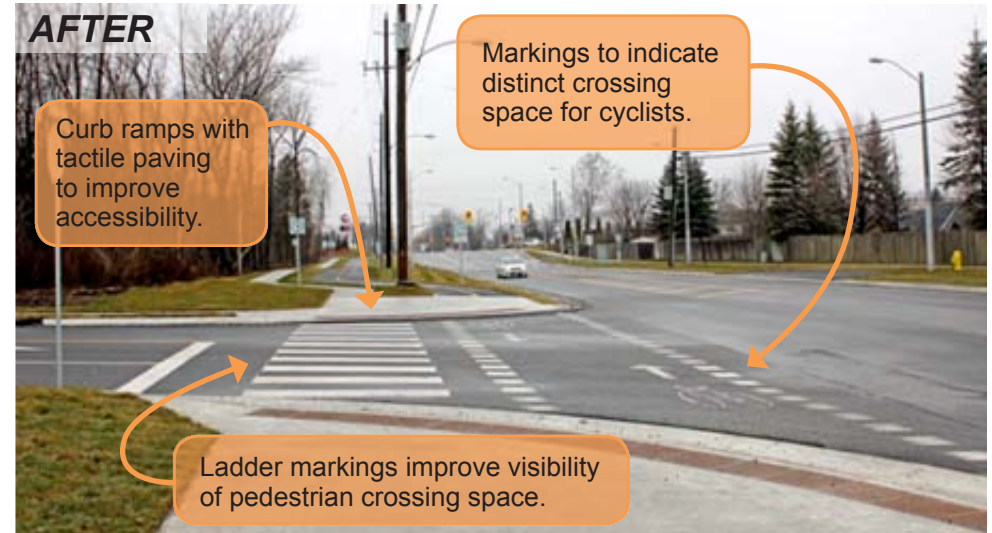 AFTER
Curb ramps with
tactile paving
to improve
accessibility.
Markings to indicate
distinct crossing
space for cyclists.
Ladder markings improve visibility
of pedestrian crossing space.